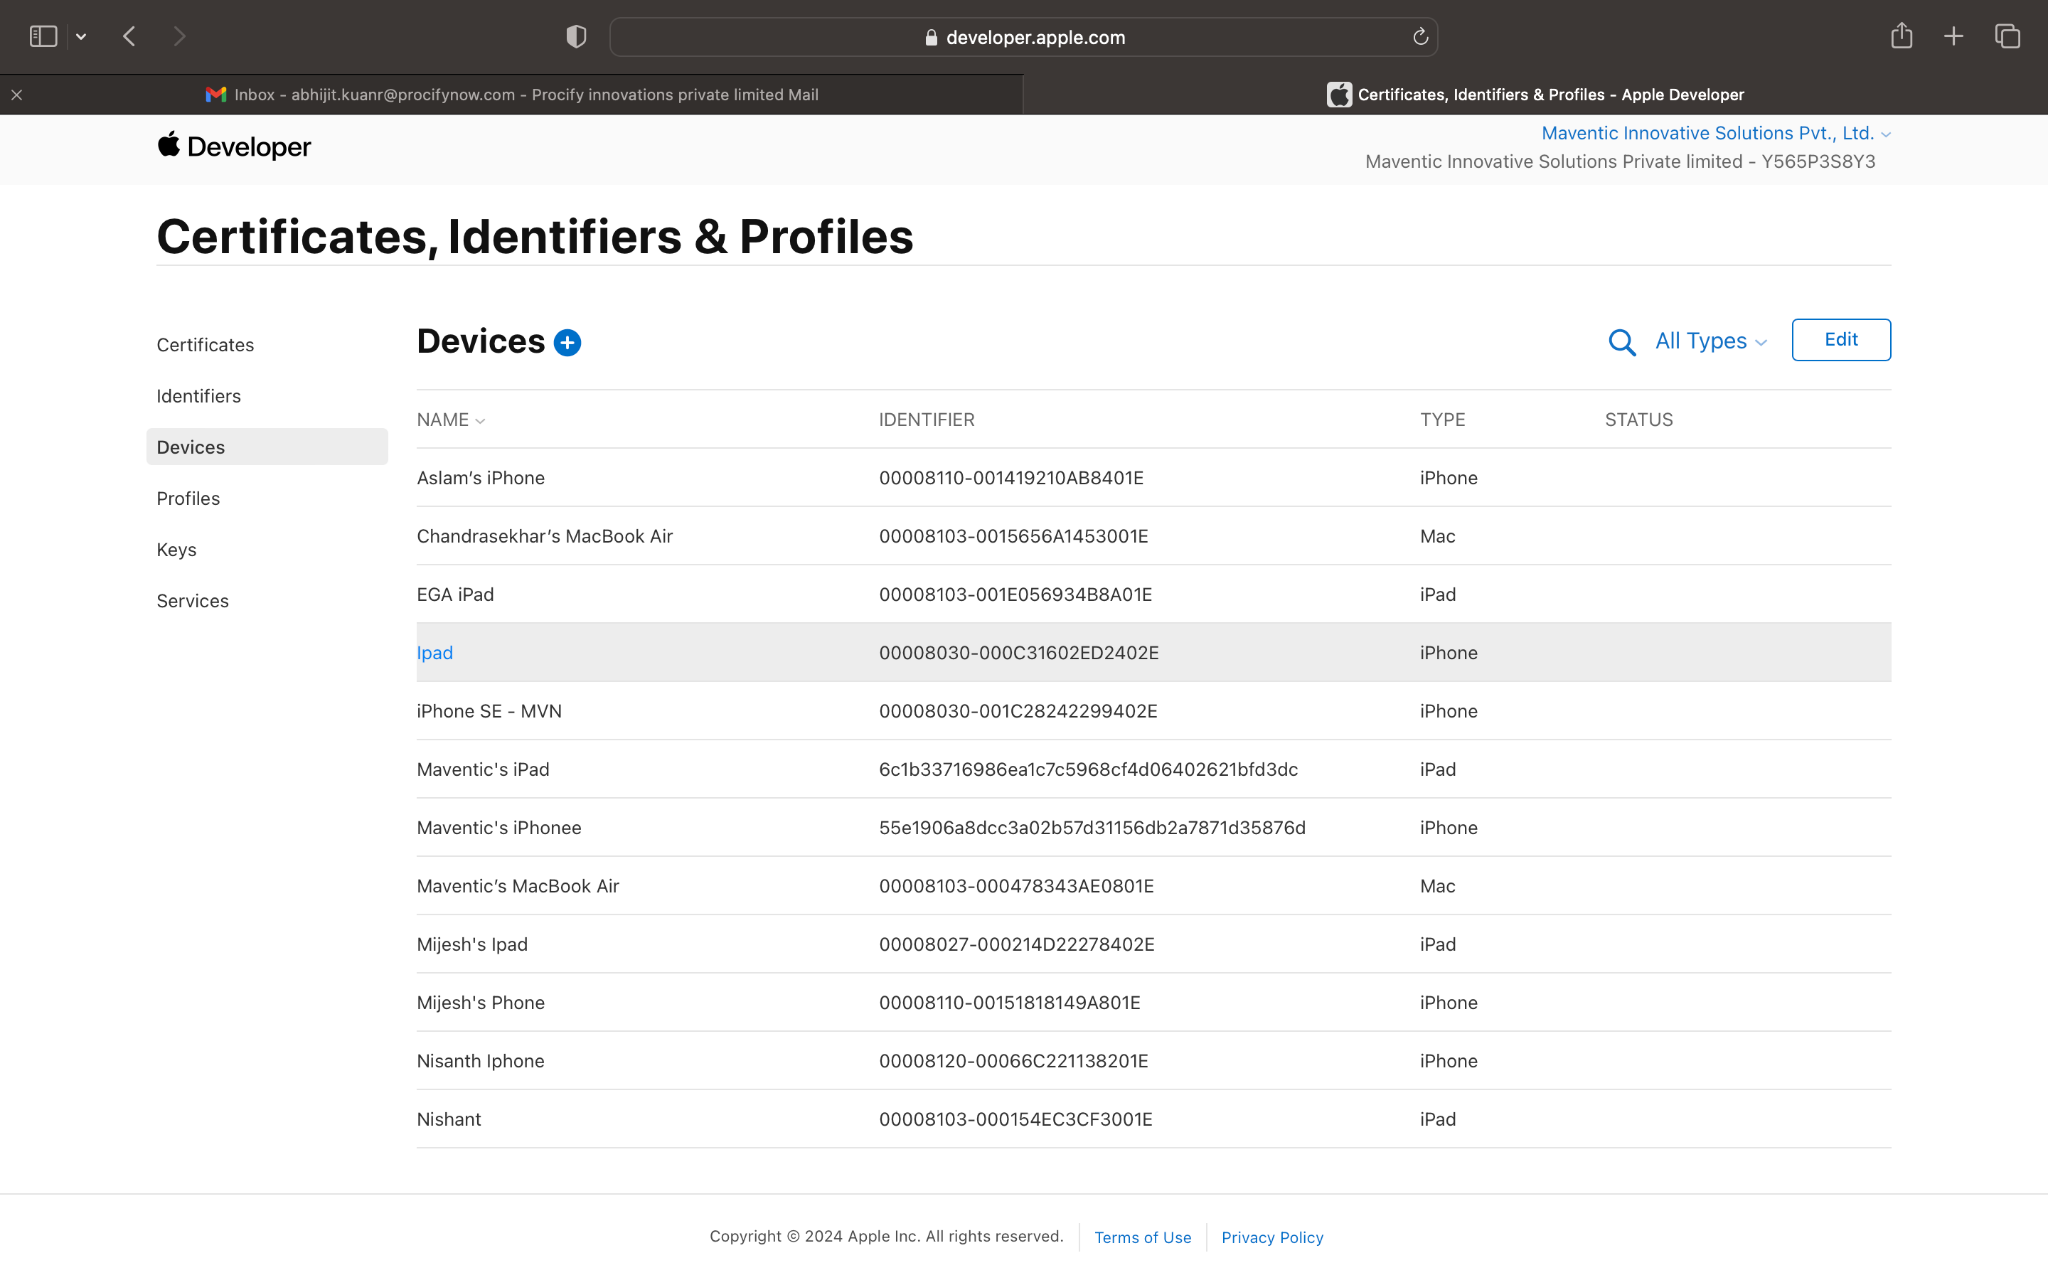 developer.apple.com
Inbox - abhijit.kuanr@procifynow.com - Procify innovations private limited Mail
Certificates, Identifiers & Profiles - Apple Developer
Developer
Maventic Innovative Solutions Pvt., Ltd.
Maventic Innovative Solutions Private limited - Y565P3S8Y3
Certificates, Identifiers & Profiles
Certificates
Identifiers
Devices
Profiles
Keys
Services
Devices
All Types
Edit
NAME IDENTIFIER TYPE STATUS
Aslam’s iPhone 00008110-001419210AB8401E iPhone
Chandrasekhar’s MacBook Air 00008103-0015656A1453001E Mac
EGA iPad 00008103-001E056934B8A01E iPad
Ipad 00008030-000C31602ED2402E iPhone
iPhone SE - MVN 00008030-001C28242299402E iPhone
Maventic's iPad 6c1b33716986ea1c7c5968cf4d06402621bfd3dc iPad
Maventic's iPhonee 55e1906a8dcc3a02b57d31156db2a7871d35876d iPhone
Maventic’s MacBook Air 00008103-000478343AE0801E Mac
Mijesh's Ipad 00008027-000214D22278402E iPad
Mijesh's Phone 00008110-00151818149A801E iPhone
Nisanth Iphone 00008120-00066C221138201E iPhone
Nishant 00008103-000154EC3CF3001E iPad
Copyright © 2024 Apple Inc. All rights reserved. Terms of Use Privacy Policy